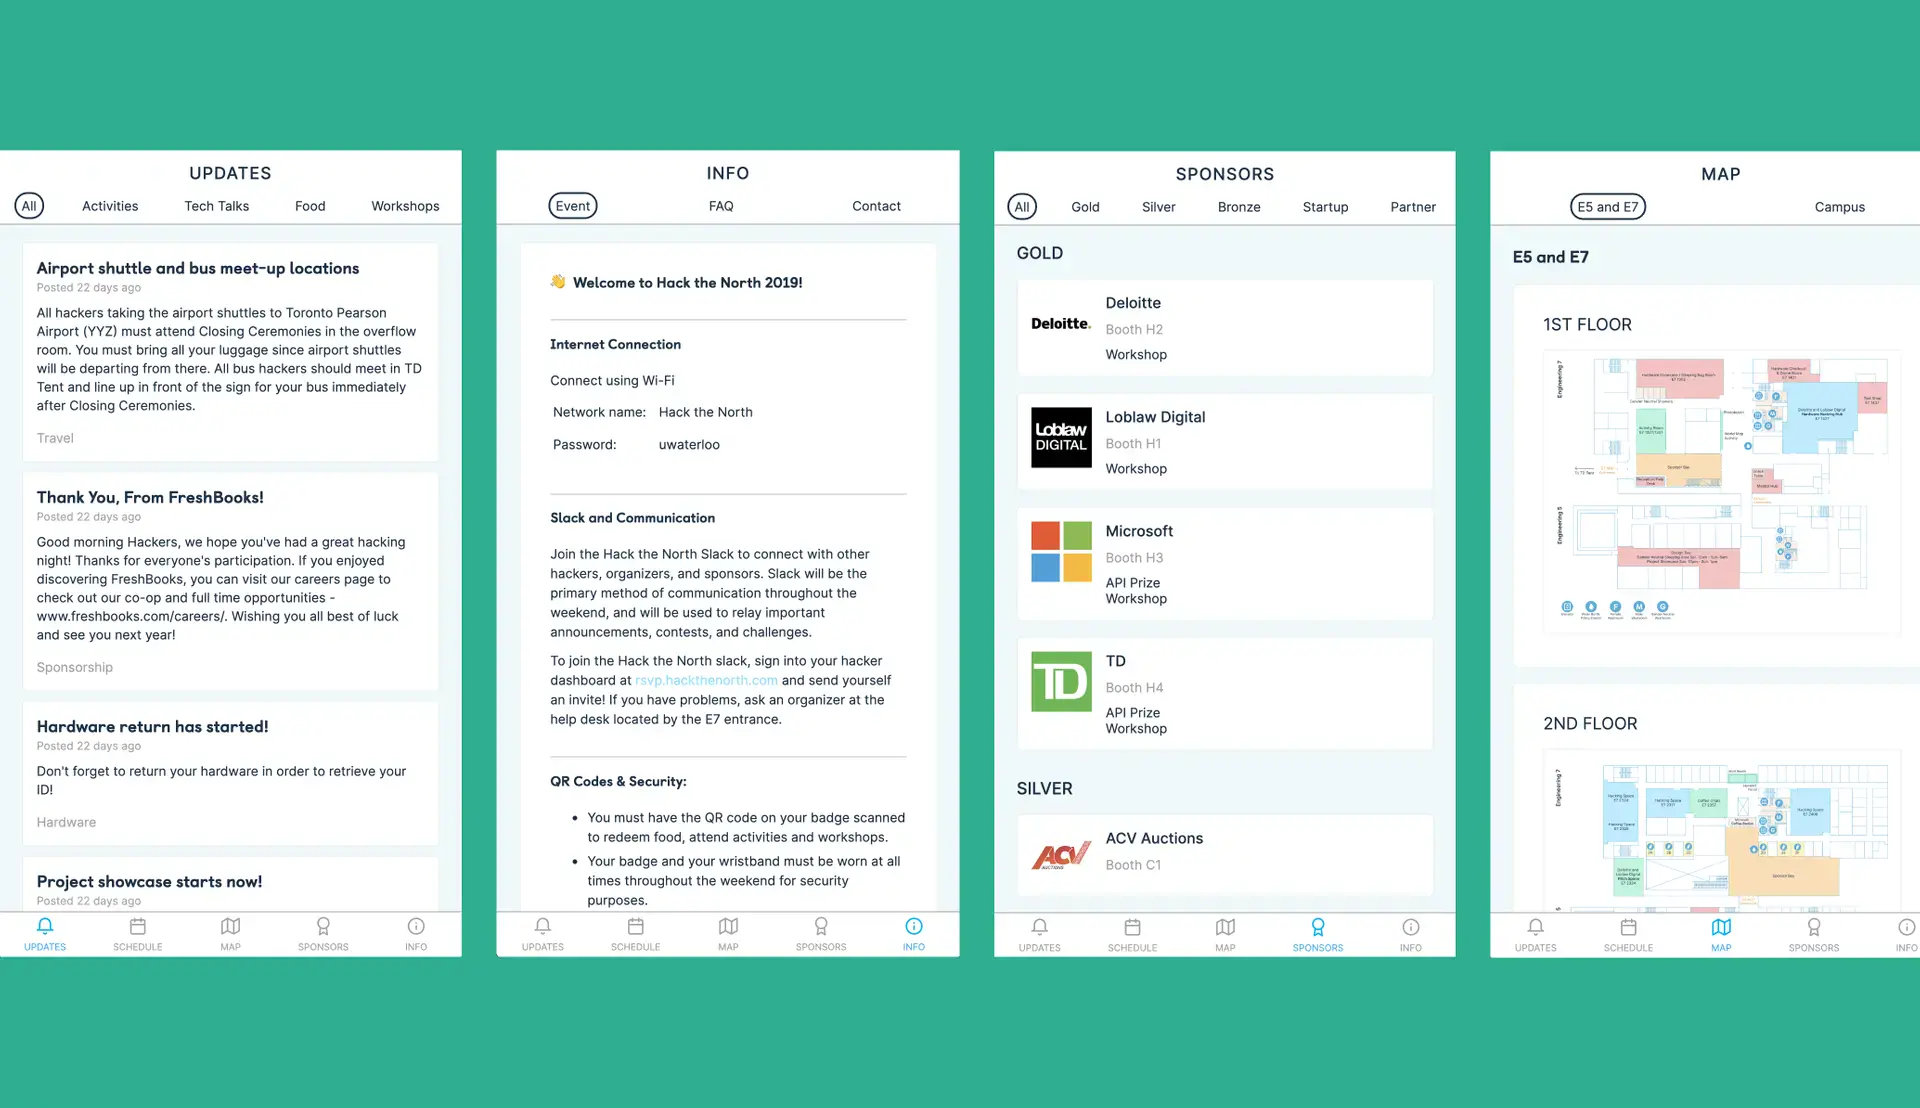 UPDATES
All Activities Tech Talks Food Workshops
Airport shuttle and bus meet-up locations
Posted 22 days ago
All hackers taking the airport shuttles to Toronto Pearson
Airport (YYZ) must attend Closing Ceremonies in the overflow
room. You must bring all your luggage since airport shuttles
will be departing from there. All bus hackers should meet in TD
Tent and line up in front of the sign for your bus immediately
after Closing Ceremonies.
Travel
Thank You, From FreshBooks!
Posted 22 days ago
Good morning Hackers, we hope you've had a great hacking
night! Thanks for everyone's participation. If you enjoyed
discovering FreshBooks, you can visit our careers page to
check out our co-op and full time opportunities -
www.freshbooks.com/careers/. Wishing you all best of luck
and see you next year!
Sponsorship
Hardware return has started!
Posted 22 days ago
Don't forget to return your hardware in order to retrieve your
ID!
Hardware
Project showcase starts now!
Posted 22 days ago
UPDATES SCHEDULE MAP SPONSORS INFO
INFO
Event FAQ Contact
👋 Welcome to Hack the North 2019!
Internet Connection
Connect using Wi-Fi
Network name: Hack the North
Password: uwaterloo
Slack and Communication
Join the Hack the North Slack to connect with other
hackers, organizers, and sponsors. Slack will be the
primary method of communication throughout the
weekend, and will be used to relay important
announcements, contests, and challenges.
To join the Hack the North slack, sign into your hacker
dashboard at rsvp.hackthenorth.com and send yourself
an invite! If you have problems, ask an organizer at the
help desk located by the E7 entrance.
QR Codes & Security:
• You must have the QR code on your badge scanned
to redeem food, attend activities and workshops.
• Your badge and your wristband must be worn at all
times throughout the weekend for security
purposes.
UPDATES SCHEDULE MAP SPONSORS INFO
SPONSORS
All Gold Silver Bronze Startup Partner
GOLD
Deloitte.
Deloitte
Booth H2
Workshop
Loblaw
DIGITAL
Loblaw Digital
Booth H1
Workshop
Microsoft
Booth H3
API Prize
Workshop
TD
TD
Booth H4
API Prize
Workshop
SILVER
ACV
AUCTIONS
ACV Auctions
Booth C1
UPDATES SCHEDULE MAP SPONSORS INFO
MAP
E5 and E7 Campus
E5 and E7
1ST FLOOR
Engineering 7
Engineering 5
2ND FLOOR
Engineering 7
UPDATES SCHEDULE MAP SPONSORS INFO